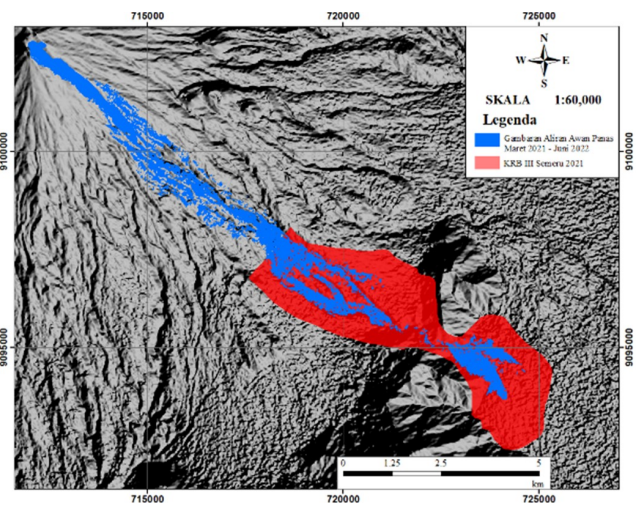 715000 720000 725000
N
W E
S
SKALA 1:60,000
Legenda
Gambaran Aliran Awan Panas
Maret 2021 - Juni 2022
KRB III Semeru 2021
9100000 9100000
9095000 9095000
0 1.25 2.5 5
km
715000 720000 725000